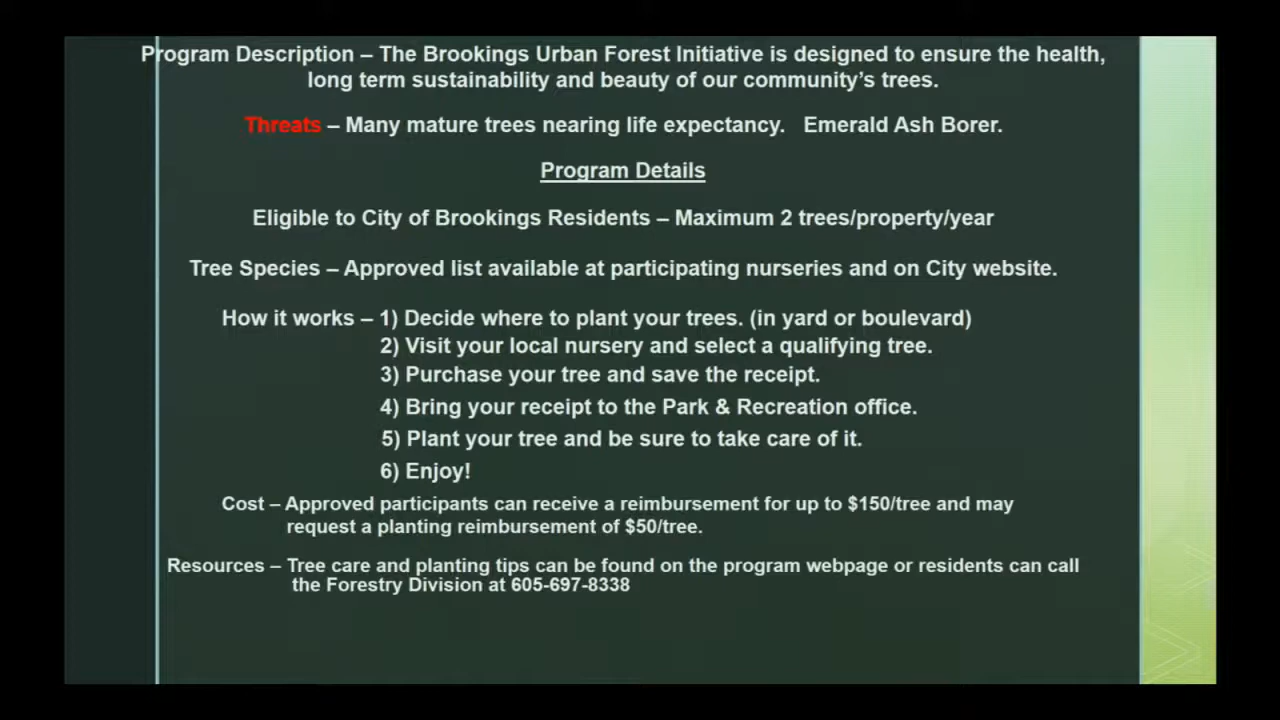 Program Description – The Brookings Urban Forest Initiative is designed to ensure the health,
long term sustainability and beauty of our community’s trees.
Threats – Many mature trees nearing life expectancy. Emerald Ash Borer.
Program Details
Eligible to City of Brookings Residents – Maximum 2 trees/property/year
Tree Species – Approved list available at participating nurseries and on City website.
How it works – 1) Decide where to plant your trees. (in yard or boulevard)
2) Visit your local nursery and select a qualifying tree.
3) Purchase your tree and save the receipt.
4) Bring your receipt to the Park & Recreation office.
5) Plant your tree and be sure to take care of it.
6) Enjoy!
Cost – Approved participants can receive a reimbursement for up to $150/tree and may
request a planting reimbursement of $50/tree.
Resources – Tree care and planting tips can be found on the program webpage or residents can call
the Forestry Division at 605-697-8338